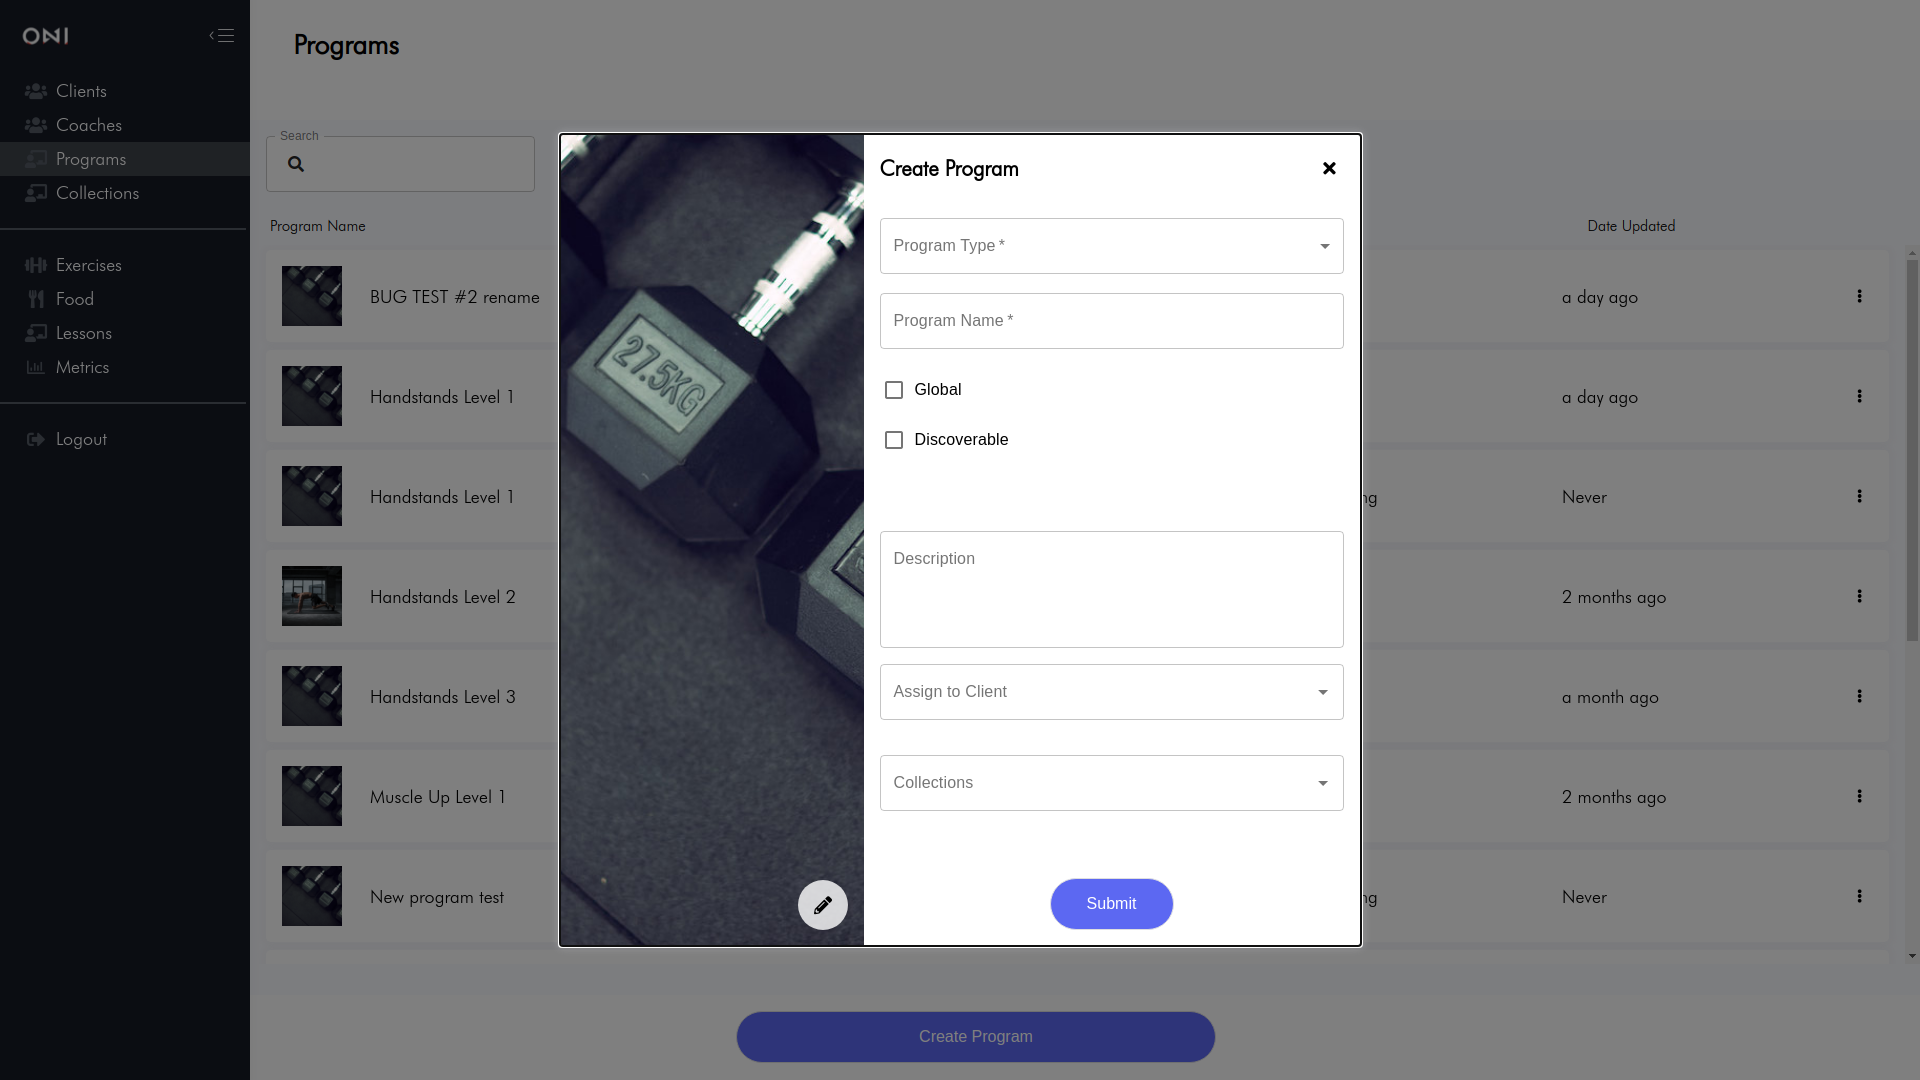 ONI
Clients
Coaches
Programs
Collections
Exercises
Food
Lessons
Metrics
Logout
Programs
Search
Program Name
Date Updated
BUG TEST #2 rename
a day ago
Handstands Level 1
a day ago
Handstands Level 1
ng
Never
Handstands Level 2
2 months ago
Handstands Level 3
a month ago
Muscle Up Level 1
2 months ago
New program test
ng
Never
27.5KG
Create Program
Program Type *
Program Name *
Global
Discoverable
Description
Assign to Client
Collections
Submit
Create Program